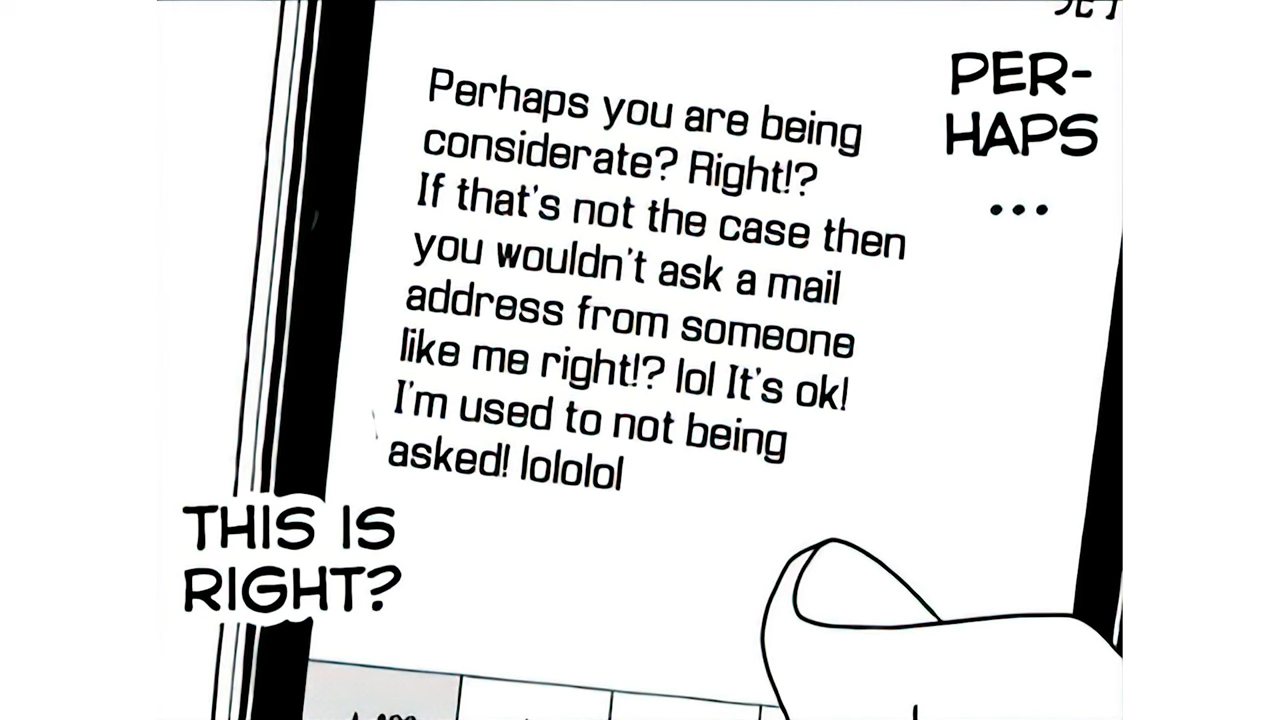 PER-
HAPS
...
Perhaps you are being
considerate? Right!?
If that's not the case then
you wouldn't ask a mail
address from someone
like me right!? lol It's ok!
I'm used to not being
asked! lololol
THIS IS
RIGHT?